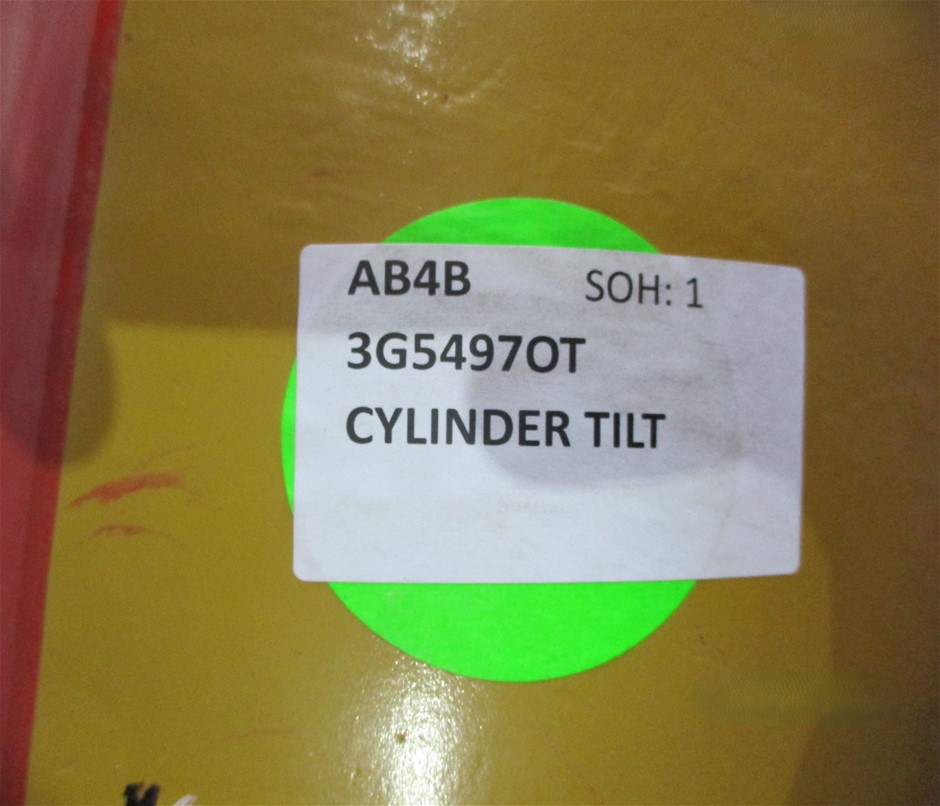 AB4B SOH: 1
3G5497OT
CYLINDER TILT